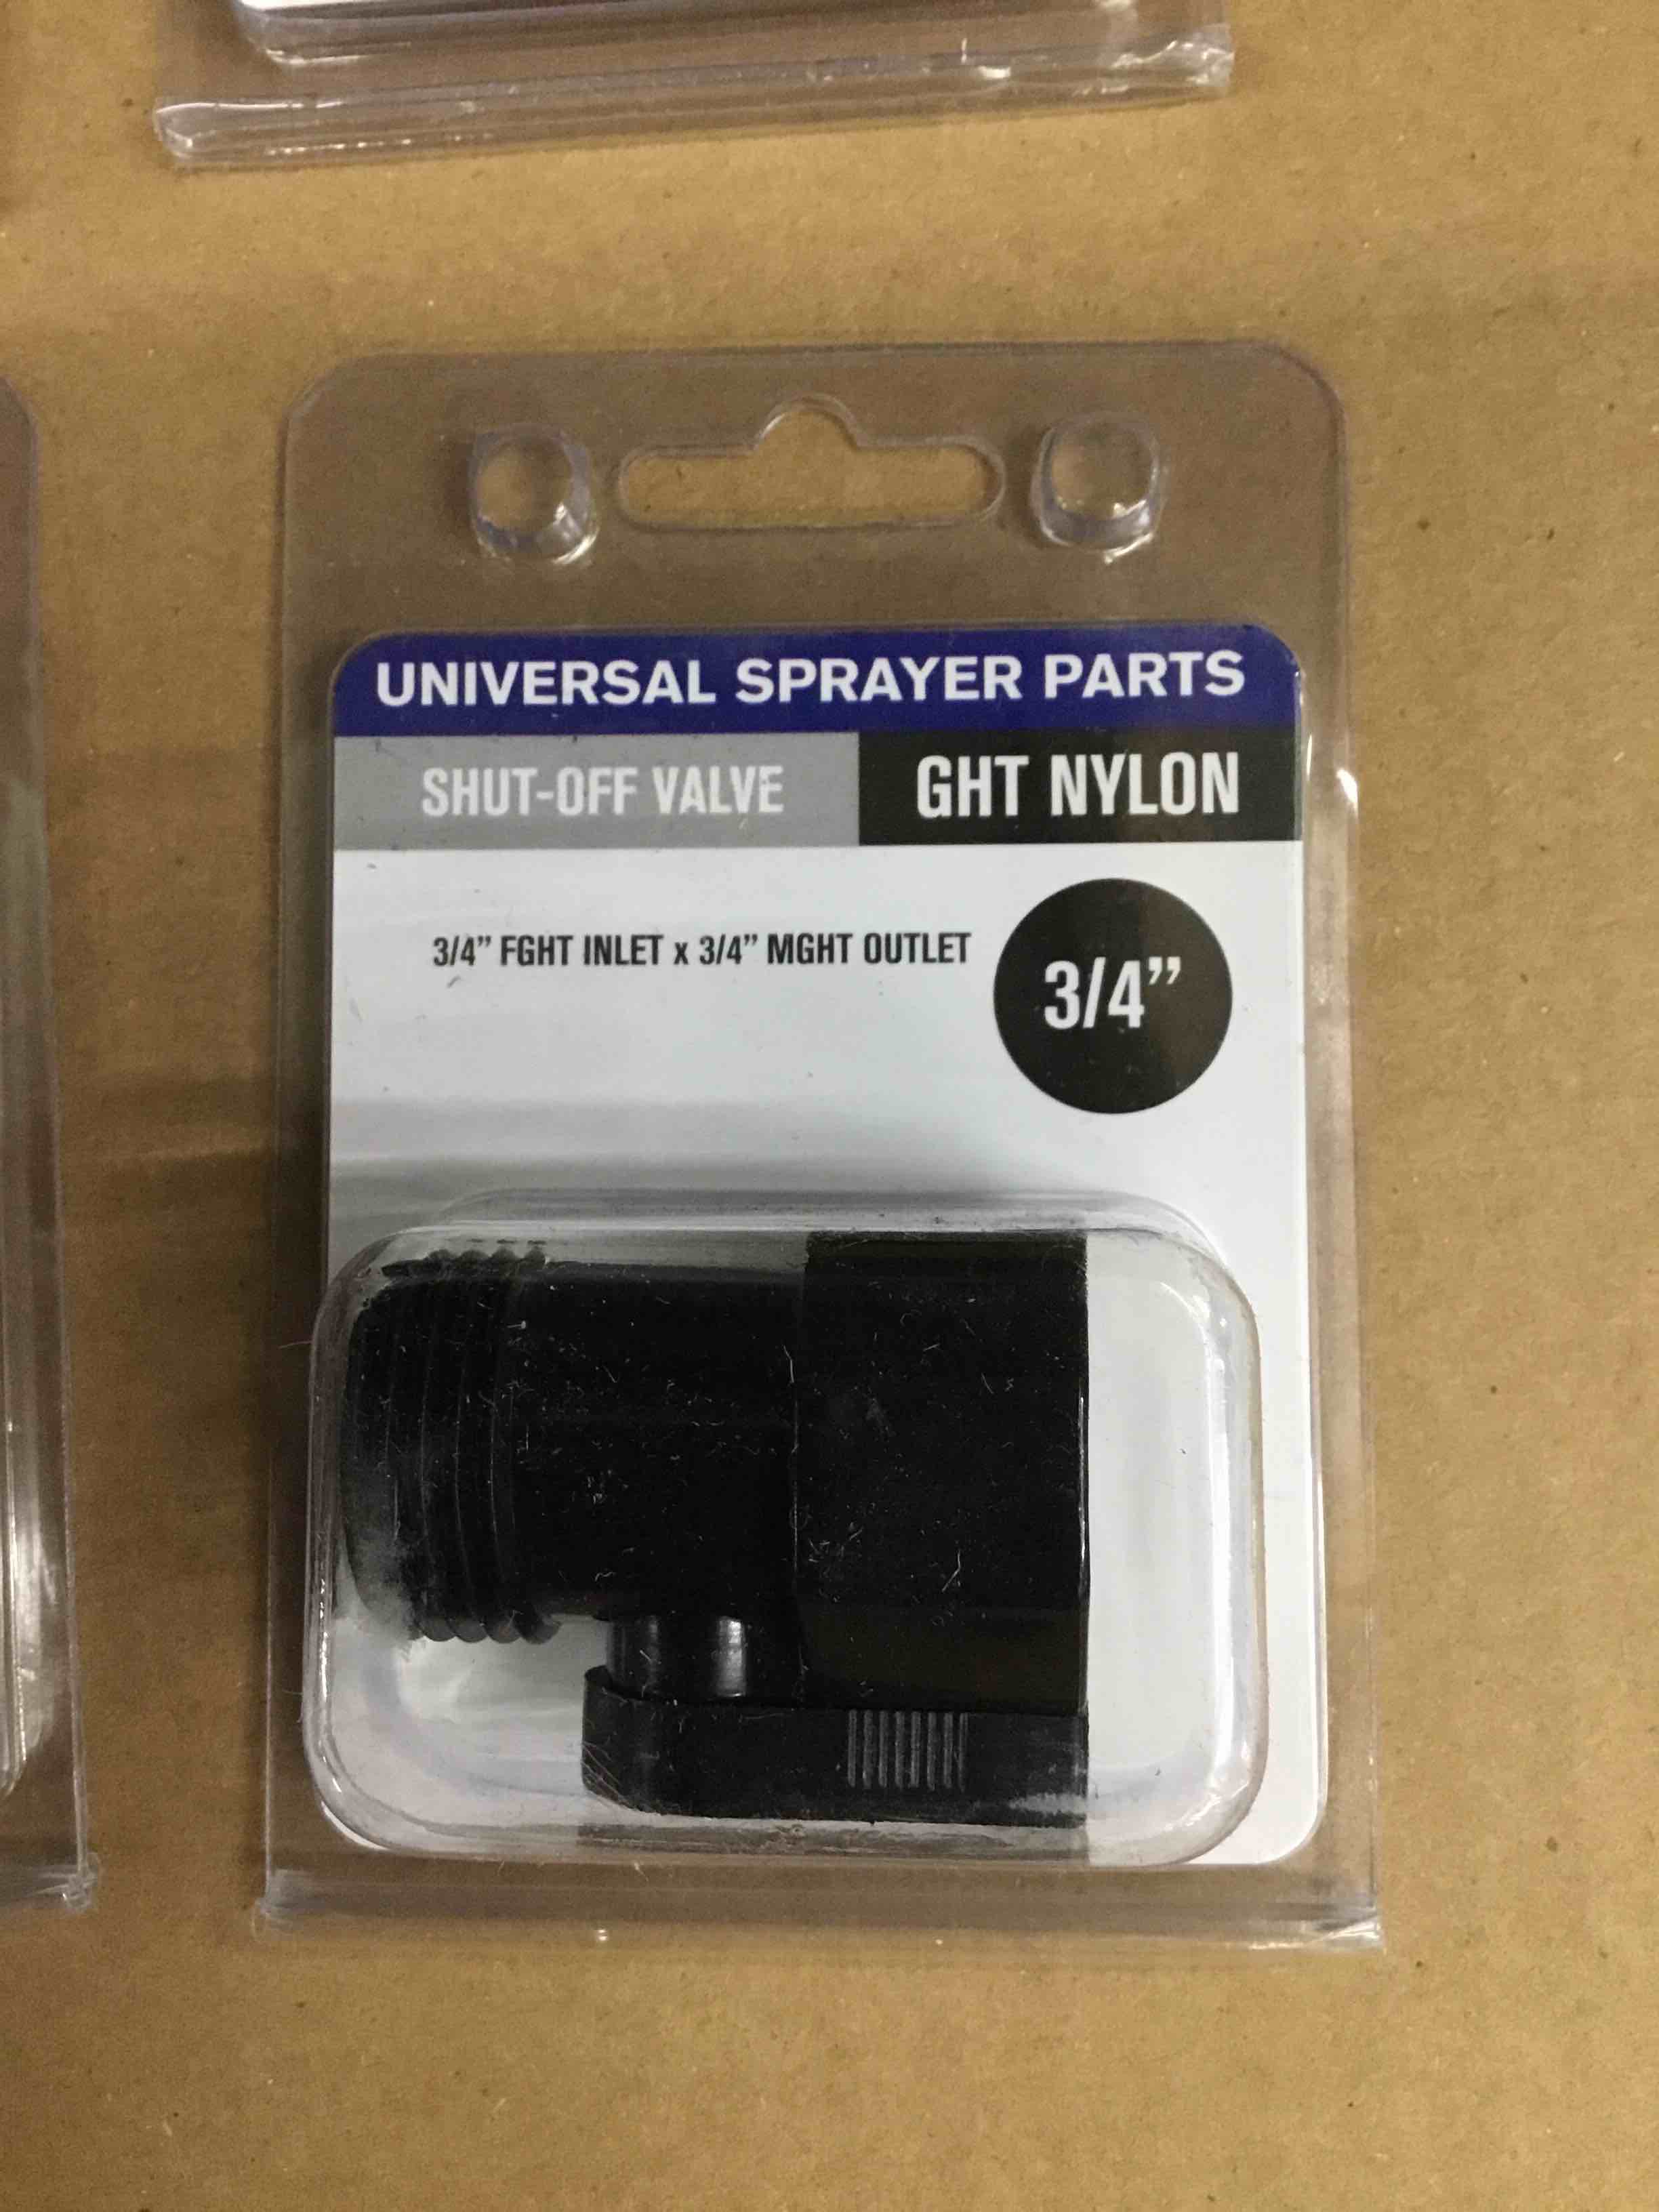 UNIVERSAL SPRAYER PARTS
SHUT-OFF VALVE GHT NYLON
3/4” FGHT INLET x 3/4” MGHT OUTLET
3/4”